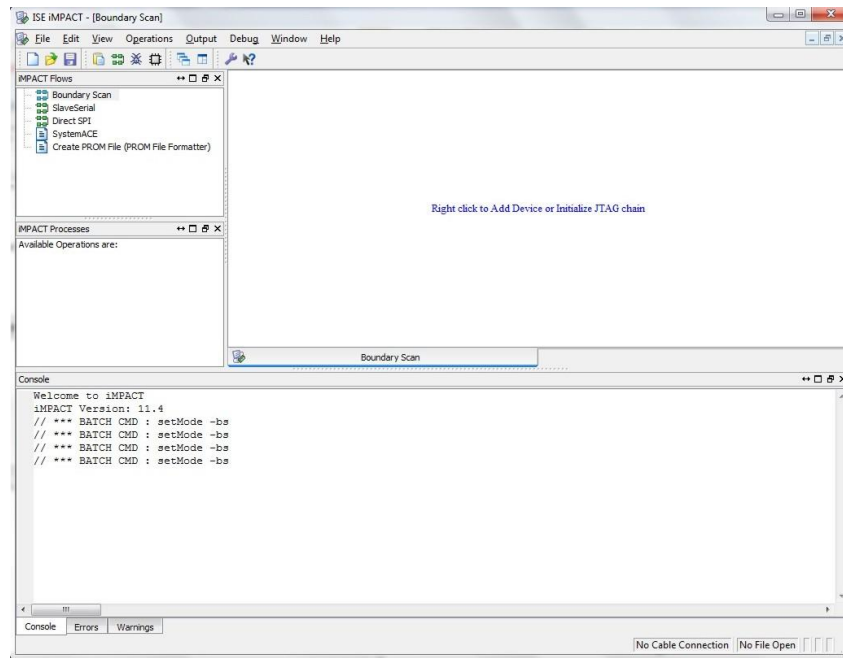 ISE iMPACT - [Boundary Scan]
File Edit View Operations Output Debug Window Help
iMPACT Flows
Boundary Scan
SlaveSerial
Direct SPI
SystemACE
Create PROM File (PROM File Formatter)
Right click to Add Device or Initialize JTAG chain
iMPACT Processes
Available Operations are:
Boundary Scan
Console
Welcome to iMPACT
iMPACT Version: 11.4
// *** BATCH CMD : setMode -bs
// *** BATCH CMD : setMode -bs
// *** BATCH CMD : setMode -bs
// *** BATCH CMD : setMode -bs
Console Errors Warnings
No Cable Connection No File Open